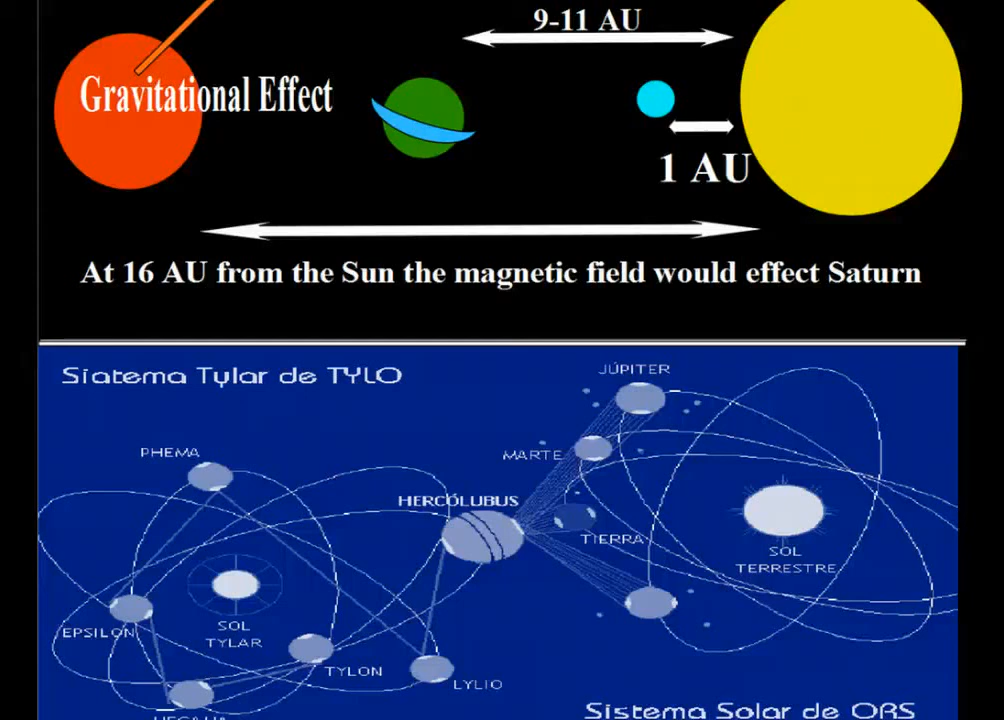 9-11 AU
Gravitational Effect
1 AU
At 16 AU from the Sun the magnetic field would effect Saturn
Siatema Tylar de TYLO
JÚPITER
PHEMA
MARTE
HERCÓLUBUS
TIERRA
SOL
TERRESTRE
EPSILON
SOL
TYLAR
TYLON
LYLIO
Sistema Solar de ORS